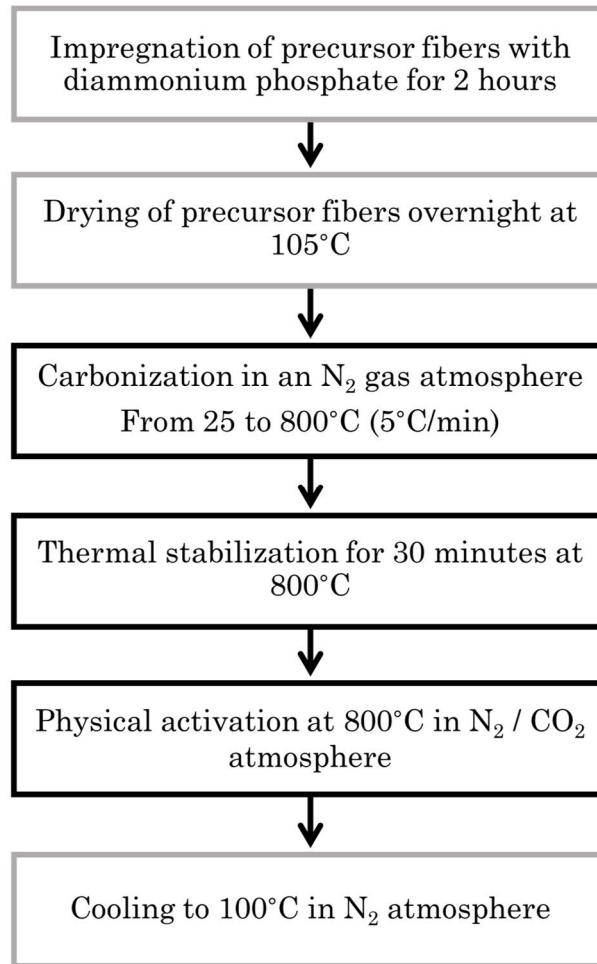 Impregnation of precursor fibers with
diammonium phosphate for 2 hours
Drying of precursor fibers overnight at
105°C
Carbonization in an N₂ gas atmosphere
From 25 to 800°C (5°C/min)
Thermal stabilization for 30 minutes at
800°C
Physical activation at 800°C in N₂ / CO₂
atmosphere
Cooling to 100°C in N₂ atmosphere